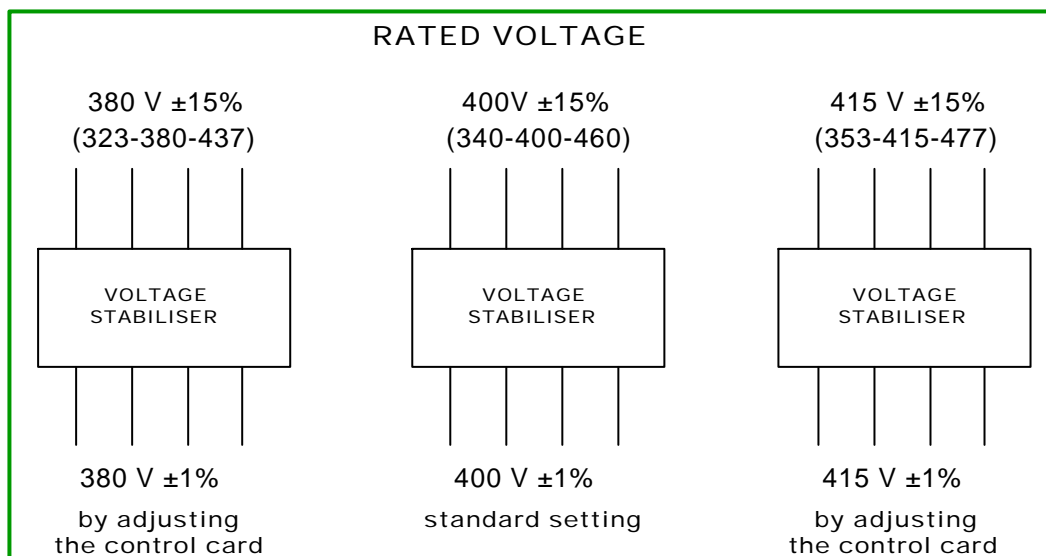 RATED VOLTAGE
380 V ±15%
(323-380-437)
VOLTAGE
STABILISER
380 V ±1%
by adjusting
the control card
400V ±15%
(340-400-460)
VOLTAGE
STABILISER
400 V ±1%
standard setting
415 V ±15%
(353-415-477)
VOLTAGE
STABILISER
415 V ±1%
by adjusting
the control card